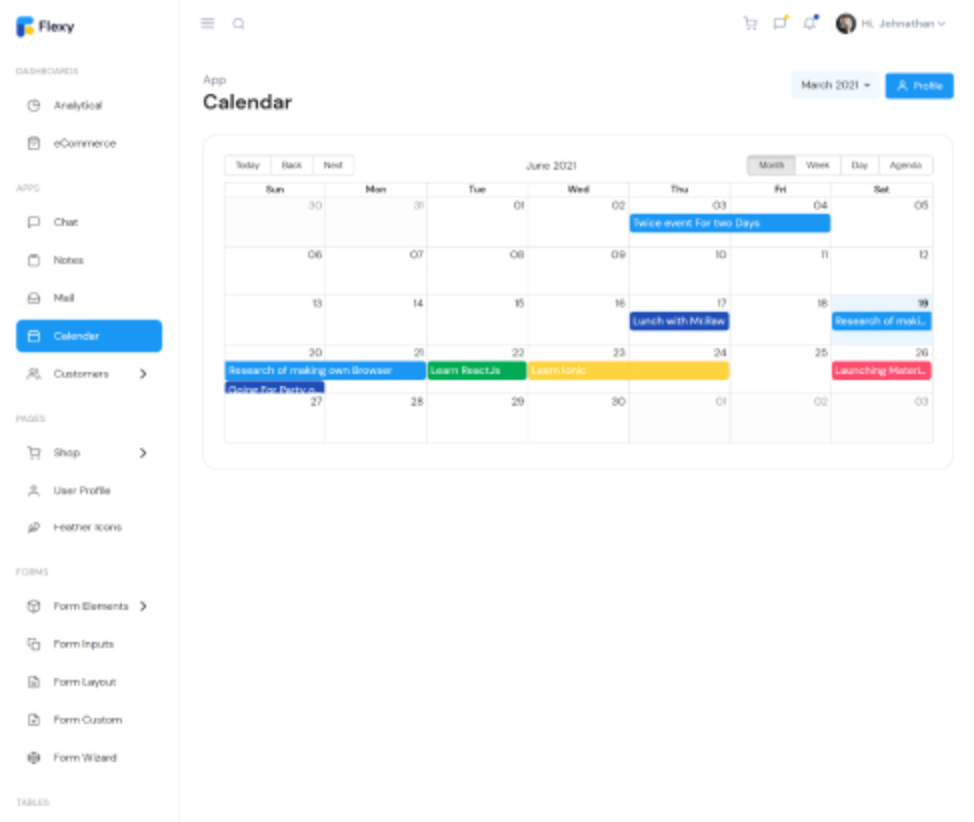 Flexy
Hi, Johnathan
DASHBOARDS
Analytical
eCommerce
APPS
Chat
Notes
Mail
Calender
Customers
PAGES
Shop
User Profile
Feather Icons
FORMS
Form Elements
Form Inputs
Form Layout
Form Custom
Form Wizard
TABLES
App
Calendar
March 2021
Profile
Today Back Next
June 2021
Month Week Day Agenda
Sun Mon Tue Wed Thu Fri Sat
30 31 01 02 03 04 05
Twice event For two Days
06 07 08 09 10 11 12
13 14 15 16 17 18 19
Lunch with Mr.Raw
Research of maki...
20 21 22 23 24 25 26
Research of making own Browser
Learn ReactJs
Learn Ionic
Launching Materi...
Going For Party o...
27 28 29 30 01 02 03